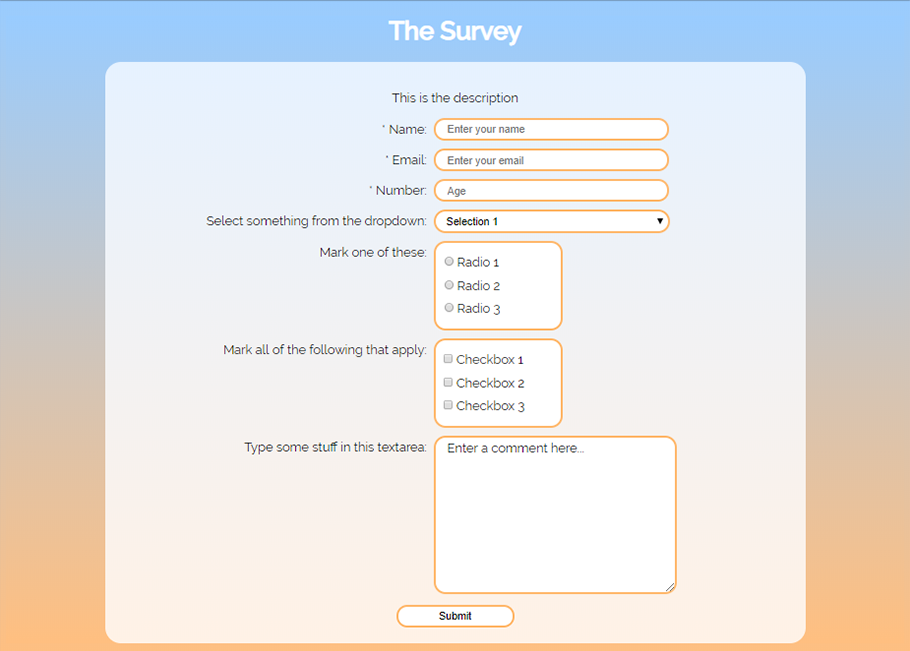 The Survey
This is the description
* Name: Enter your name
* Email: Enter your email
* Number: Age
Select something from the dropdown: Selection 1
Mark one of these:
Radio 1
Radio 2
Radio 3
Mark all of the following that apply:
Checkbox 1
Checkbox 2
Checkbox 3
Type some stuff in this textarea: Enter a comment here...
Submit